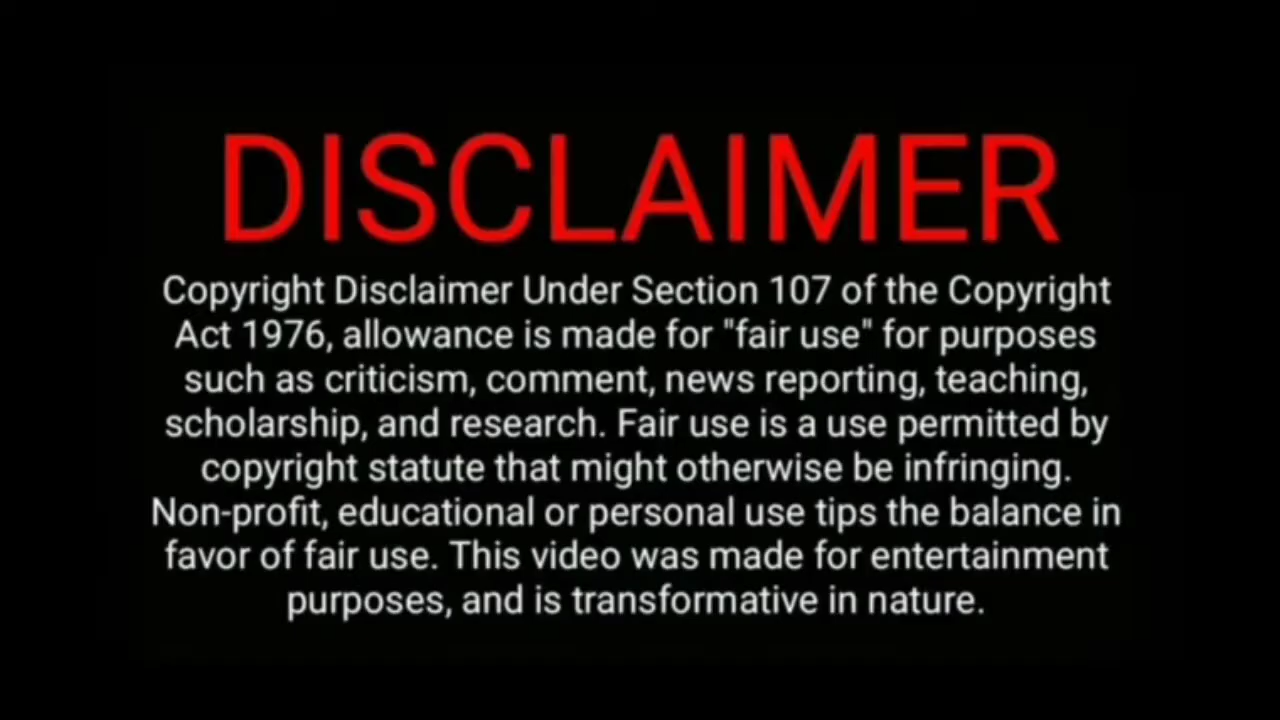 DISCLAIMER
Copyright Disclaimer Under Section 107 of the Copyright
Act 1976, allowance is made for "fair use" for purposes
such as criticism, comment, news reporting, teaching,
scholarship, and research. Fair use is a use permitted by
copyright statute that might otherwise be infringing.
Non-profit, educational or personal use tips the balance in
favor of fair use. This video was made for entertainment
purposes, and is transformative in nature.